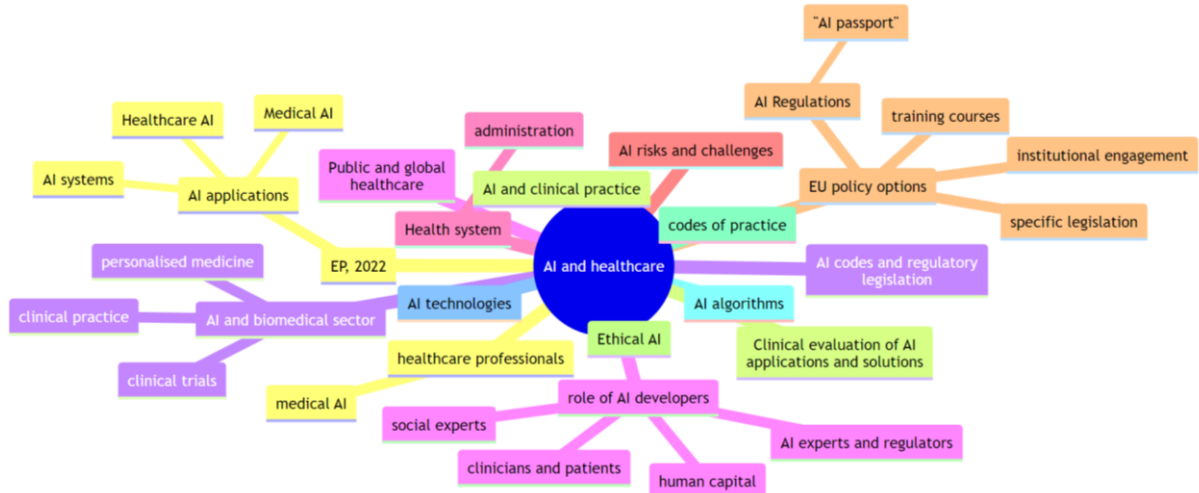 "AI passport"
Healthcare AI
Medical AI
AI Regulations
training courses
administration
AI risks and challenges
institutional engagement
Public and global
healthcare
AI systems
AI applications
AI and clinical practice
EU policy options
Health system
codes of practice
specific legislation
personalised medicine
EP, 2022
AI and healthcare
AI codes and regulatory
legislation
clinical practice
AI and biomedical sector
AI technologies
AI algorithms
Ethical AI
Clinical evaluation of AI
applications and solutions
healthcare professionals
clinical trials
medical AI
role of AI developers
social experts
AI experts and regulators
clinicians and patients
human capital